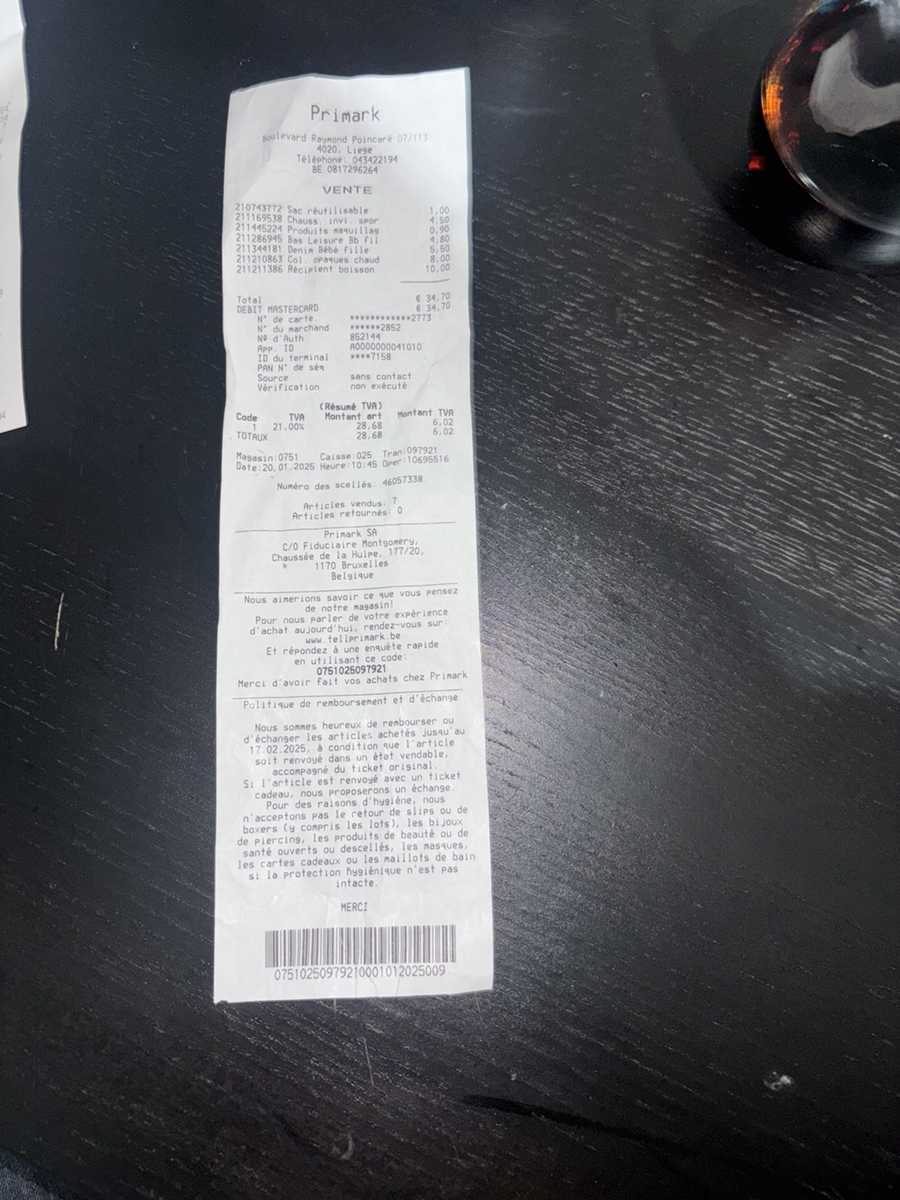 Primark
Boulevard Raymond Poincaré 07/113
4020, Liege
Téléphone: 043422194
BE 0817296264
VENTE
210743772 Sac réutilisable 1,00
211169538 Chauss. invi. spor 4,50
211445224 Produits maquillag 0,90
211286945 Bas Leisure Bb fil 4,80
211344181 Denim Bébé fille 5,50
211210863 Col. opaques chaud 8,00
211211386 Récipient boisson 10,00
Total € 34,70
DEBIT MASTERCARD € 34,70
N° de carte. ************2773
N° du marchand ******2852
Nº d'Auth 852144
App. ID A0000000041010
ID du terminal ****7158
PAN N° de séq
Source sans contact
Vérification non exécuté
(Résumé TVA)
Code TVA Montant art Montant TVA
1 21,00% 28,68 6,02
TOTAUX 28,68 6,02
Magasin:0751 Caisse:025 Tran:097921
Date:20.01.2025 Heure:10:45 Oper:10695516
Numéro des scellés: 46057338
Articles vendus: 7
Articles retournés: 0
Primark SA
C/O Fiduciaire Montgomery,
Chaussée de la Hulpe, 177/20,
1170 Bruxelles
Belgique
Nous aimerions savoir ce que vous pensez
de notre magasin!
Pour nous parler de votre expérience
d'achat aujourd'hui, rendez-vous sur:
www.tellprimark.be
Et répondez à une enquête rapide
en utilisant ce code:
0751025097921
Merci d'avoir fait vos achats chez Primark
Politique de remboursement et d'échange
Nous sommes heureux de rembourser ou
d'échanger les articles achetés jusqu'au
17.02.2025, à condition que l'article
soit renvoyé dans un état vendable,
accompagné du ticket original.
Si l'article est renvoyé avec un ticket
cadeau, nous proposerons un échange.
Pour des raisons d'hygiène, nous
n'acceptons pas le retour de slips ou de
boxers (y compris les lots), les bijoux
de piercing, les produits de beauté ou de
santé ouverts ou descellés, les masques,
les cartes cadeaux ou les maillots de bain
si la protection hygiénique n'est pas
intacte.
MERCI
07510250979210001012025009